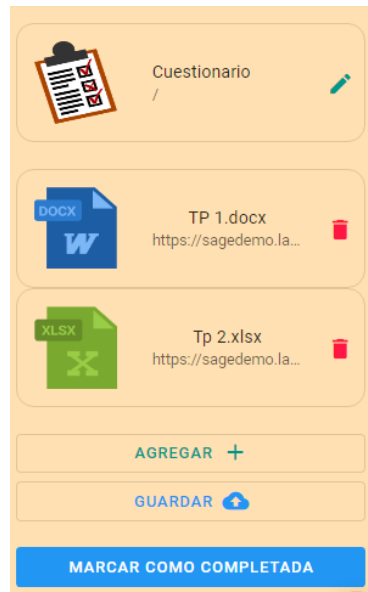 Cuestionario
/
DOCX
W
TP 1.docx
https://sagedemo.la...
XLSX
X
Tp 2.xlsx
https://sagedemo.la...
AGREGAR +
GUARDAR
MARCAR COMO COMPLETADA